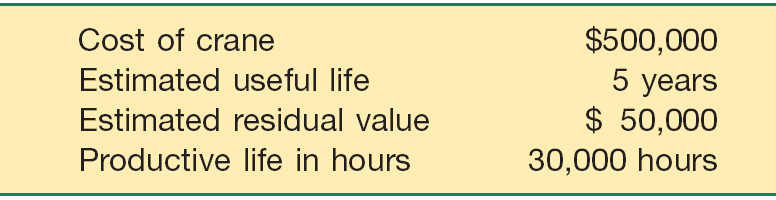 Cost of crane $500,000
Estimated useful life 5 years
Estimated residual value $ 50,000
Productive life in hours 30,000 hours